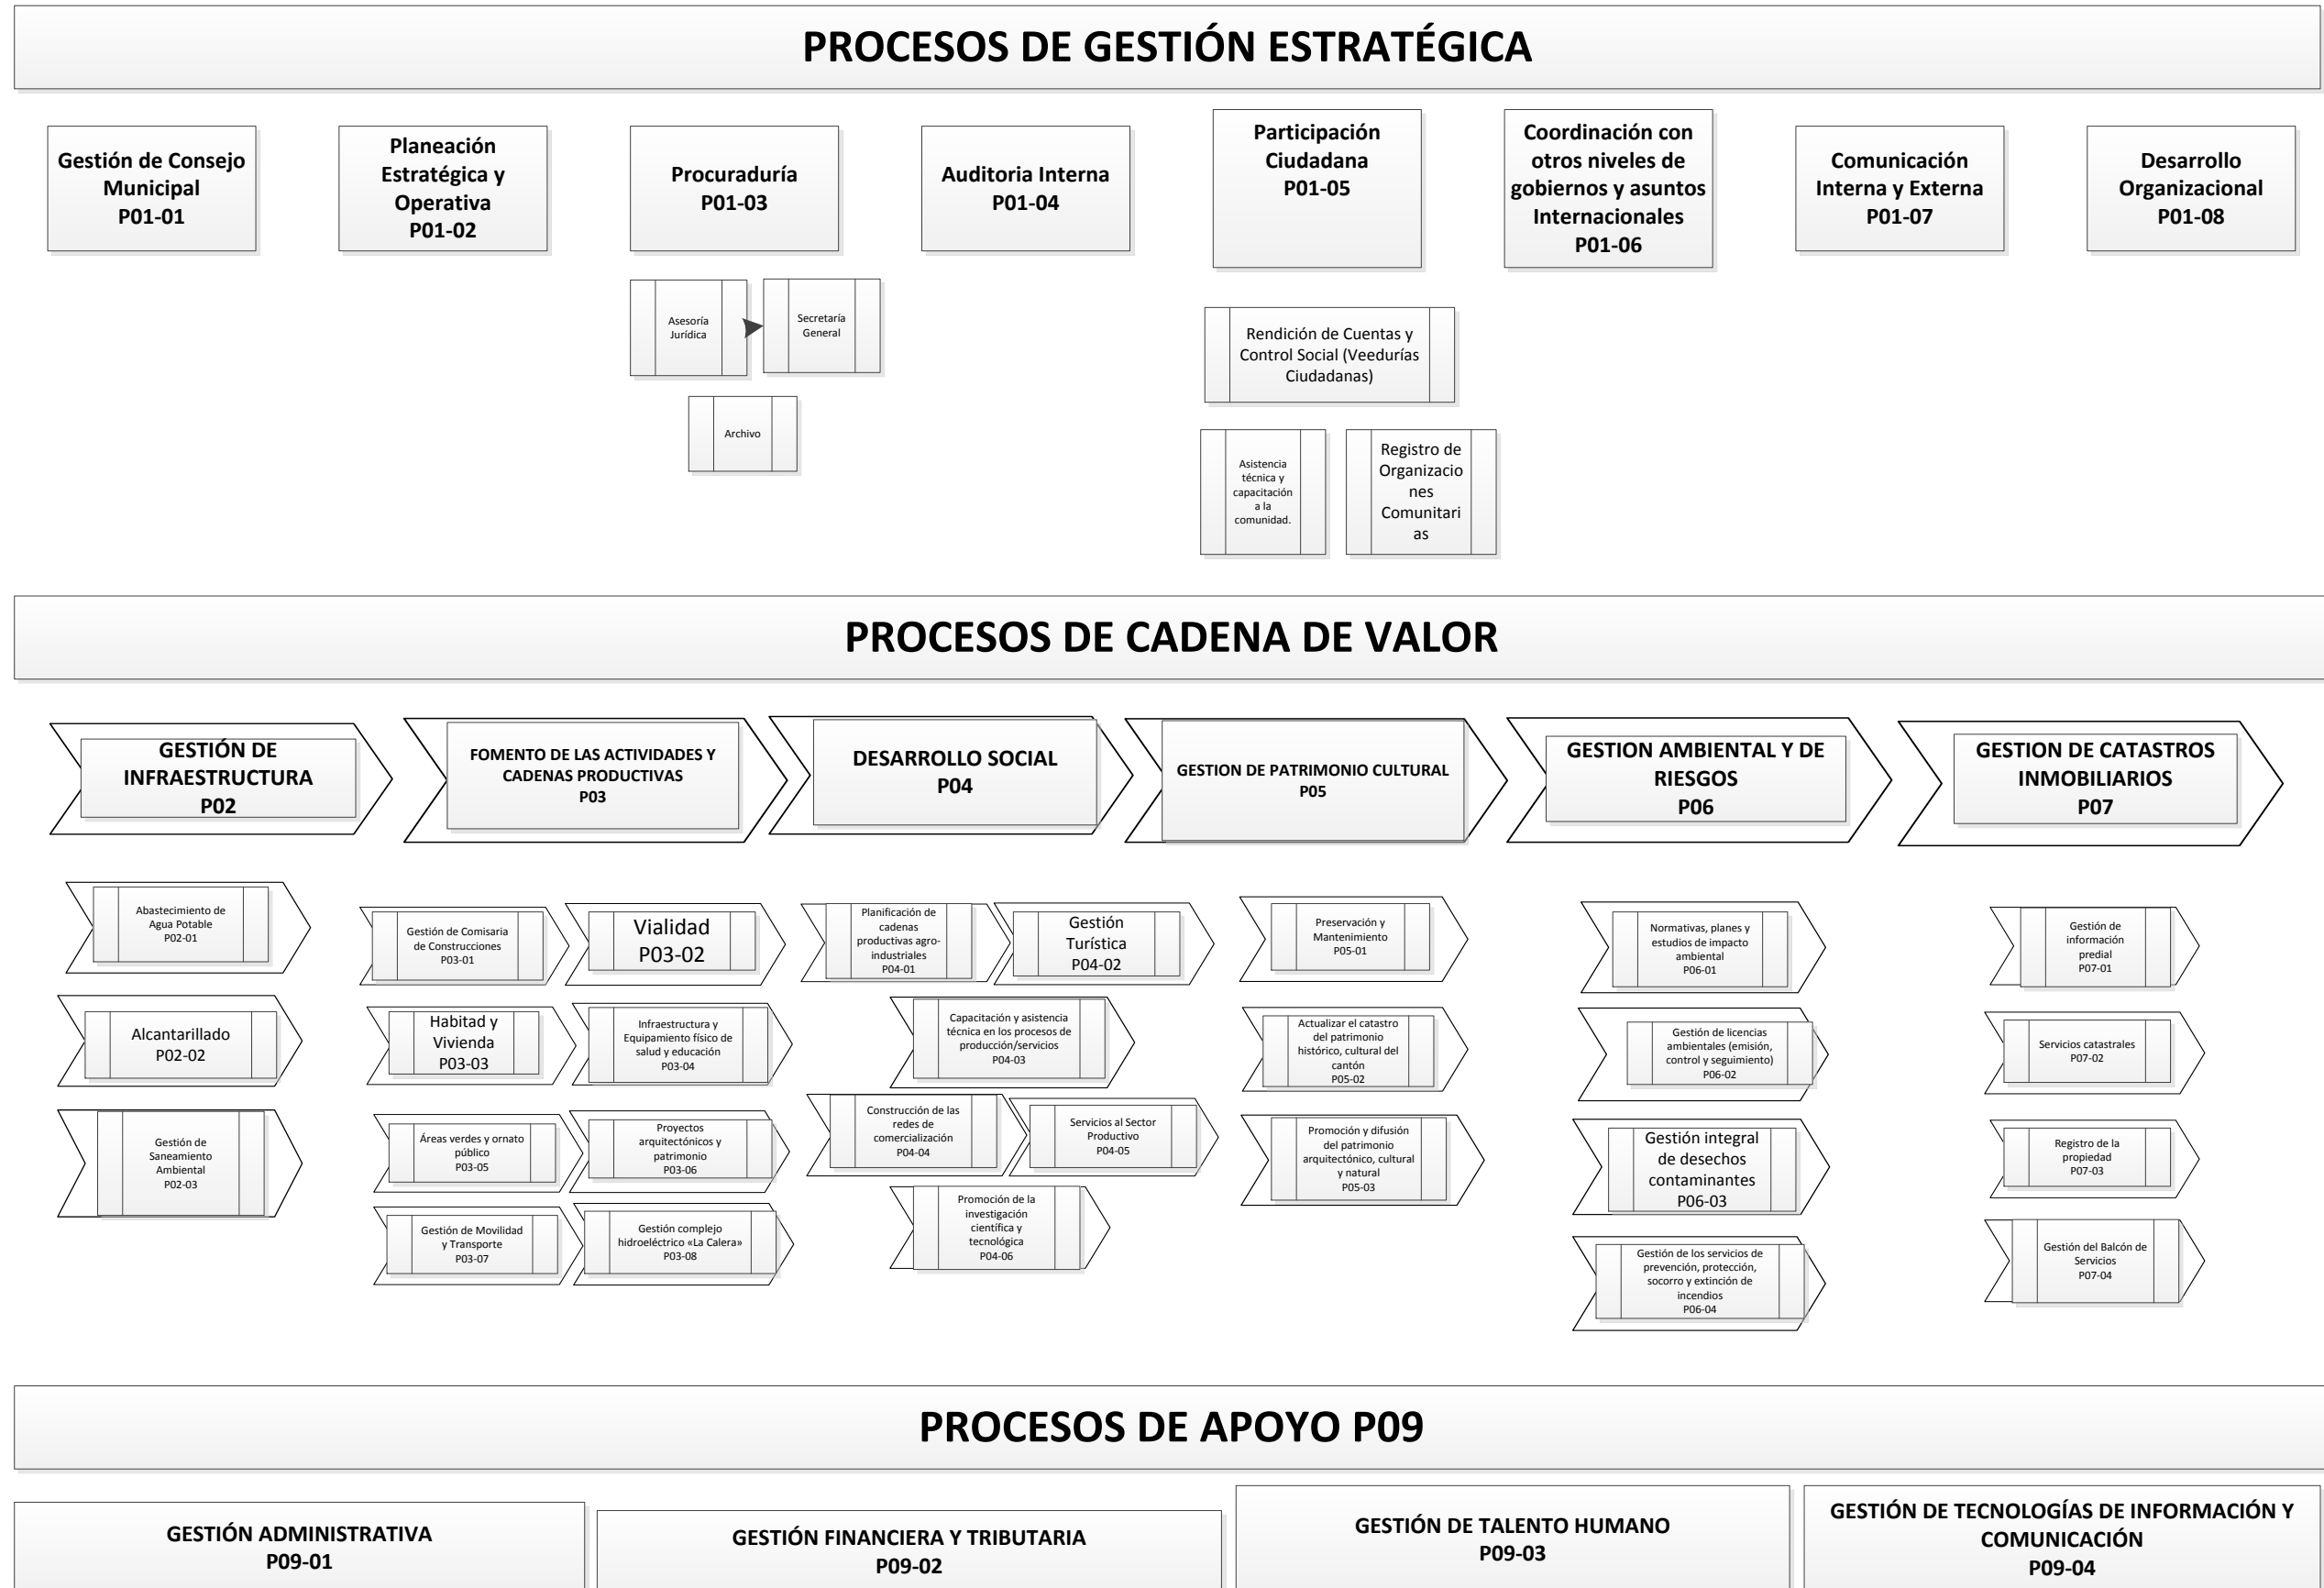 PROCESOS DE GESTIÓN ESTRATÉGICA
Gestión de Consejo
Municipal
P01-01
Planeación
Estratégica y
Operativa
P01-02
Procuraduría
P01-03
Auditoria Interna
P01-04
Participación
Ciudadana
P01-05
Coordinación con
otros niveles de
gobiernos y asuntos
Internacionales
P01-06
Comunicación
Interna y Externa
P01-07
Desarrollo
Organizacional
P01-08
Asesoría
Jurídica
Secretaría
General
Archivo
Rendición de Cuentas y
Control Social (Veedurías
Ciudadanas)
Asistencia
técnica y
capacitación
a la
comunidad.
Registro de
Organizacio
nes
Comunitari
as
PROCESOS DE CADENA DE VALOR
GESTIÓN DE
INFRAESTRUCTURA
P02
FOMENTO DE LAS ACTIVIDADES Y
CADENAS PRODUCTIVAS
P03
DESARROLLO SOCIAL
P04
GESTION DE PATRIMONIO CULTURAL
P05
GESTION AMBIENTAL Y DE
RIESGOS
P06
GESTION DE CATASTROS
INMOBILIARIOS
P07
Abastecimiento de
Agua Potable
P02-01
Alcantarillado
P02-02
Gestión de
Saneamiento
Ambiental
P02-03
Gestión de Comisaria
de Construcciones
P03-01
Vialidad
P03-02
Habitad y
Vivienda
P03-03
Infraestructura y
Equipamiento físico de
salud y educación
P03-04
Áreas verdes y ornato
público
P03-05
Proyectos
arquitectónicos y
patrimonio
P03-06
Gestión de Movilidad
y Transporte
P03-07
Gestión complejo
hidroeléctrico «La Calera»
P03-08
Planificación de
cadenas
productivas agro-
industriales
P04-01
Gestión
Turística
P04-02
Capacitación y asistencia
técnica en los procesos de
producción/servicios
P04-03
Construcción de las
redes de
comercialización
P04-04
Servicios al Sector
Productivo
P04-05
Promoción de la
investigación
científica y
tecnológica
P04-06
Preservación y
Mantenimiento
P05-01
Actualizar el catastro
del patrimonio
histórico, cultural del
cantón
P05-02
Promoción y difusión
del patrimonio
arquitectónico, cultural
y natural
P05-03
Normativas, planes y
estudios de impacto
ambiental
P06-01
Gestión de licencias
ambientales (emisión,
control y seguimiento)
P06-02
Gestión integral
de desechos
contaminantes
P06-03
Gestión de los servicios de
prevención, protección,
socorro y extinción de
incendios
P06-04
Gestión de
información
predial
P07-01
Servicios catastrales
P07-02
Registro de la
propiedad
P07-03
Gestión del Balcón de
Servicios
P07-04
PROCESOS DE APOYO P09
GESTIÓN ADMINISTRATIVA
P09-01
GESTIÓN FINANCIERA Y TRIBUTARIA
P09-02
GESTIÓN DE TALENTO HUMANO
P09-03
GESTIÓN DE TECNOLOGÍAS DE INFORMACIÓN Y
COMUNICACIÓN
P09-04